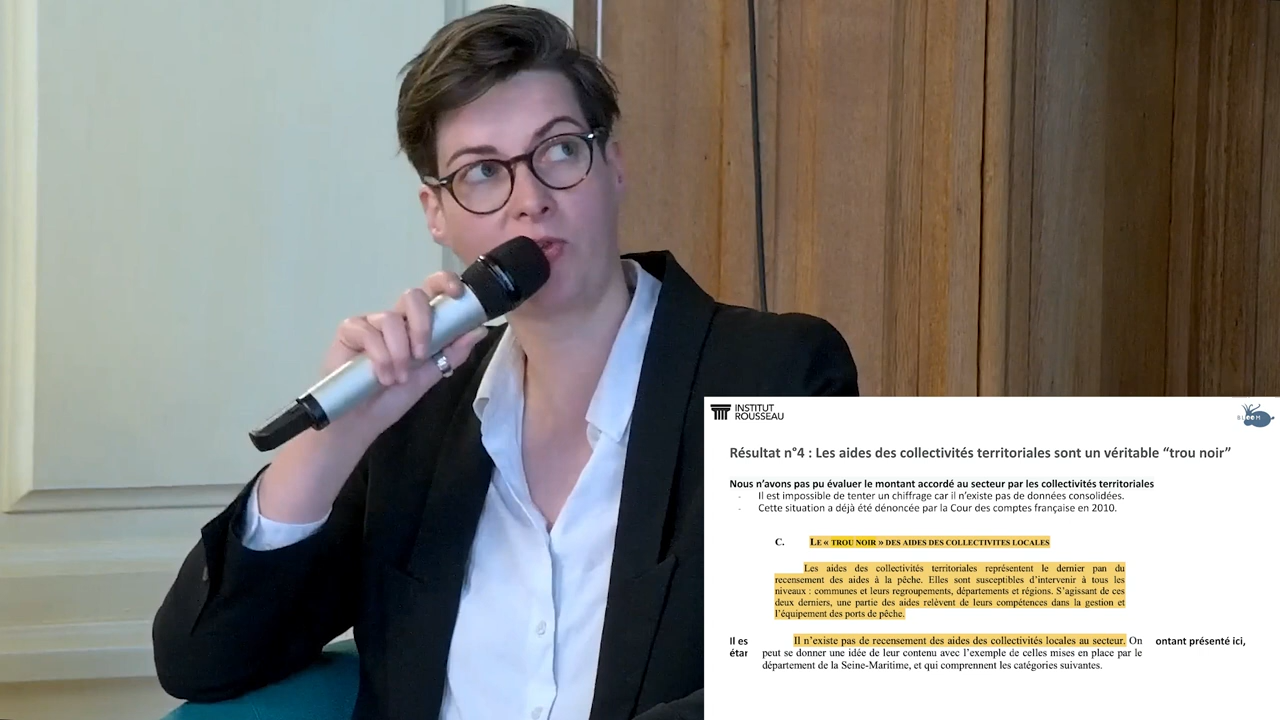 INSTITUT
ROUSSEAU
BLOOM
Résultat n°4 : Les aides des collectivités territoriales sont un véritable “trou noir”
Nous n’avons pas pu évaluer le montant accordé au secteur par les collectivités territoriales
- Il est impossible de tenter un chiffrage car il n’existe pas de données consolidées.
- Cette situation a déjà été dénoncée par la Cour des comptes française en 2010.
C. LE « TROU NOIR » DES AIDES DES COLLECTIVITES LOCALES
Les aides des collectivités territoriales représentent le dernier pan du
recensement des aides à la pêche. Elles sont susceptibles d’intervenir à tous les
niveaux : communes et leurs regroupements, départements et régions. S’agissant de ces
deux derniers, une partie des aides relèvent de leurs compétences dans la gestion et
l’équipement des ports de pêche.
Il es Il n’existe pas de recensement des aides des collectivités locales au secteur. On ontant présenté ici,
étar peut se donner une idée de leur contenu avec l’exemple de celles mises en place par le
département de la Seine-Maritime, et qui comprennent les catégories suivantes.